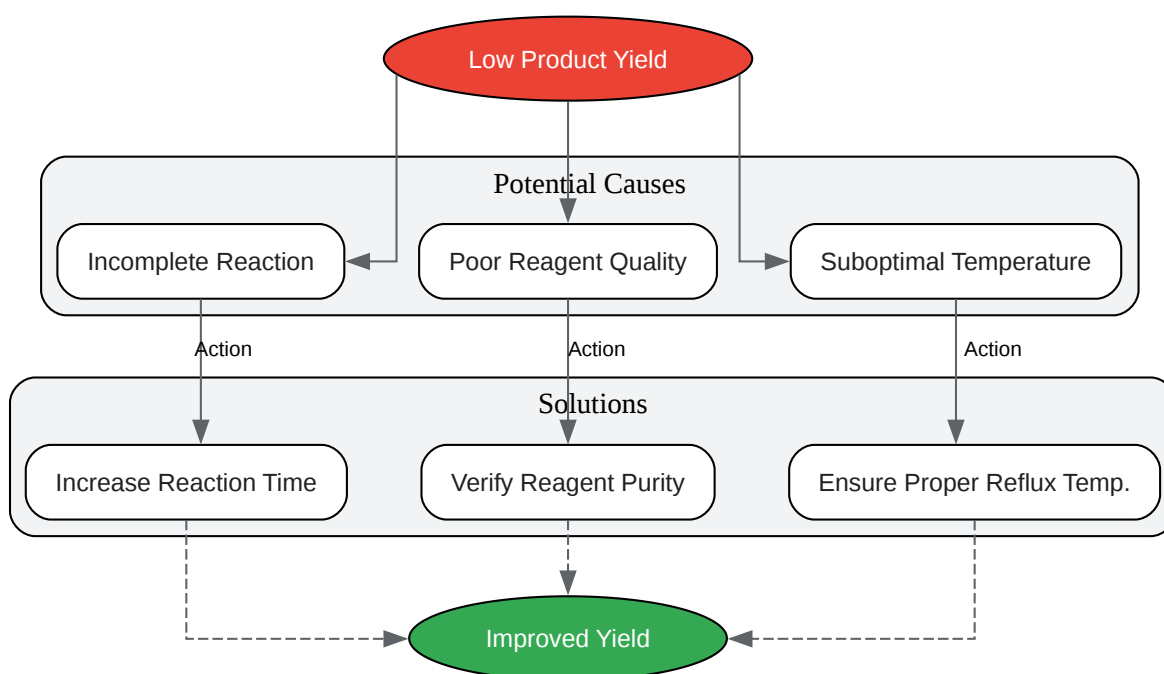 Low Product Yield
Potential Causes
Incomplete Reaction
Poor Reagent Quality
Suboptimal Temperature
Action
Action
Action
Solutions
Increase Reaction Time
Verify Reagent Purity
Ensure Proper Reflux Temp.
Improved Yield